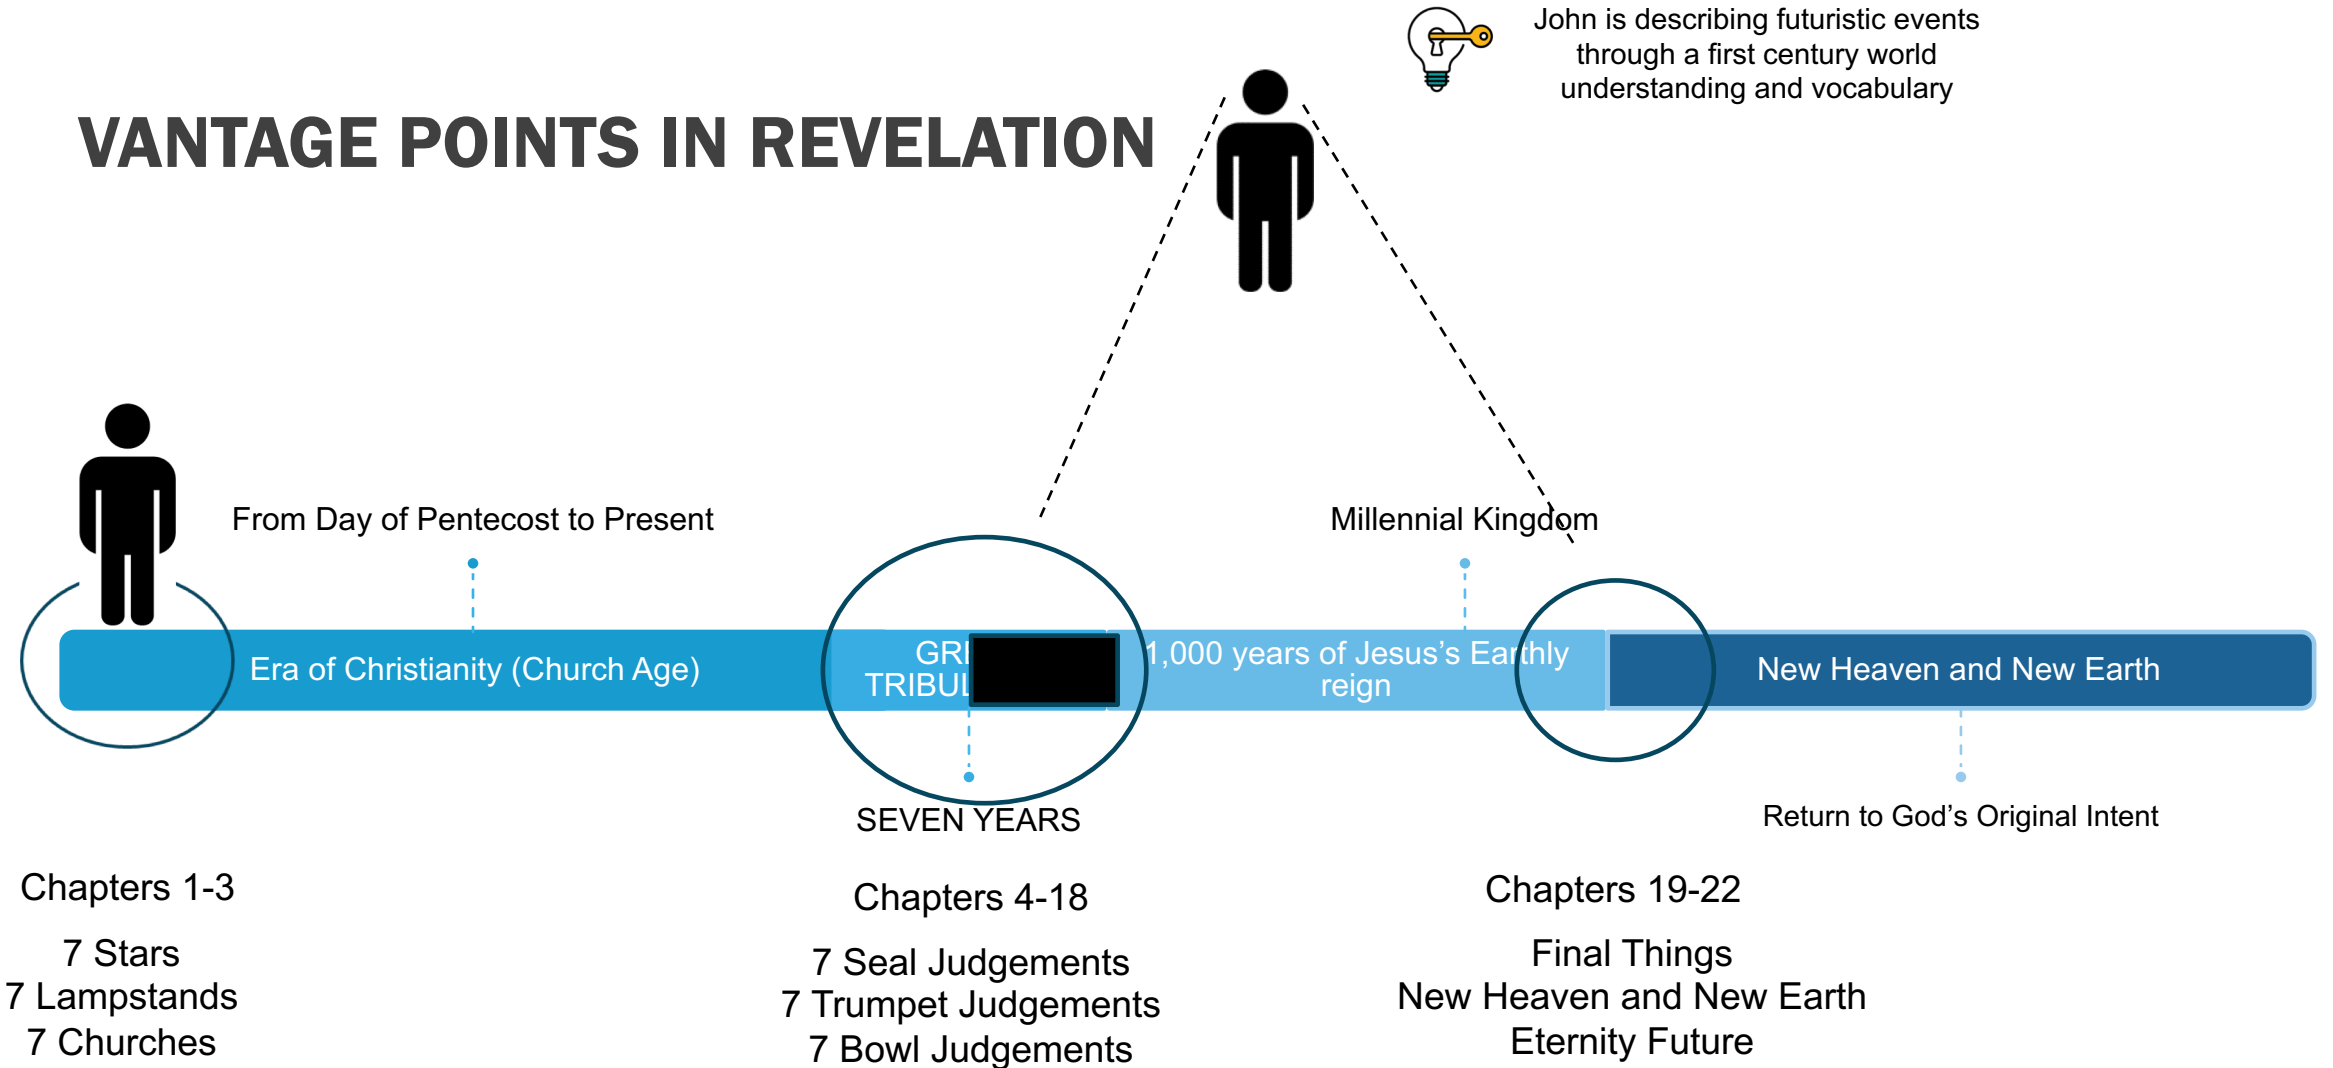 John is describing futuristic events
through a first century world
understanding and vocabulary
VANTAGE POINTS IN REVELATION
From Day of Pentecost to Present
Millennial Kingdom
Era of Christianity (Church Age)
1,000 years of Jesus's Earthly
reign
New Heaven and New Earth
SEVEN YEARS
Return to God's Original Intent
Chapters 1-3
7 Stars
7 Lampstands
7 Churches
Chapters 4-18
7 Seal Judgements
7 Trumpet Judgements
7 Bowl Judgements
Chapters 19-22
Final Things
New Heaven and New Earth
Eternity Future